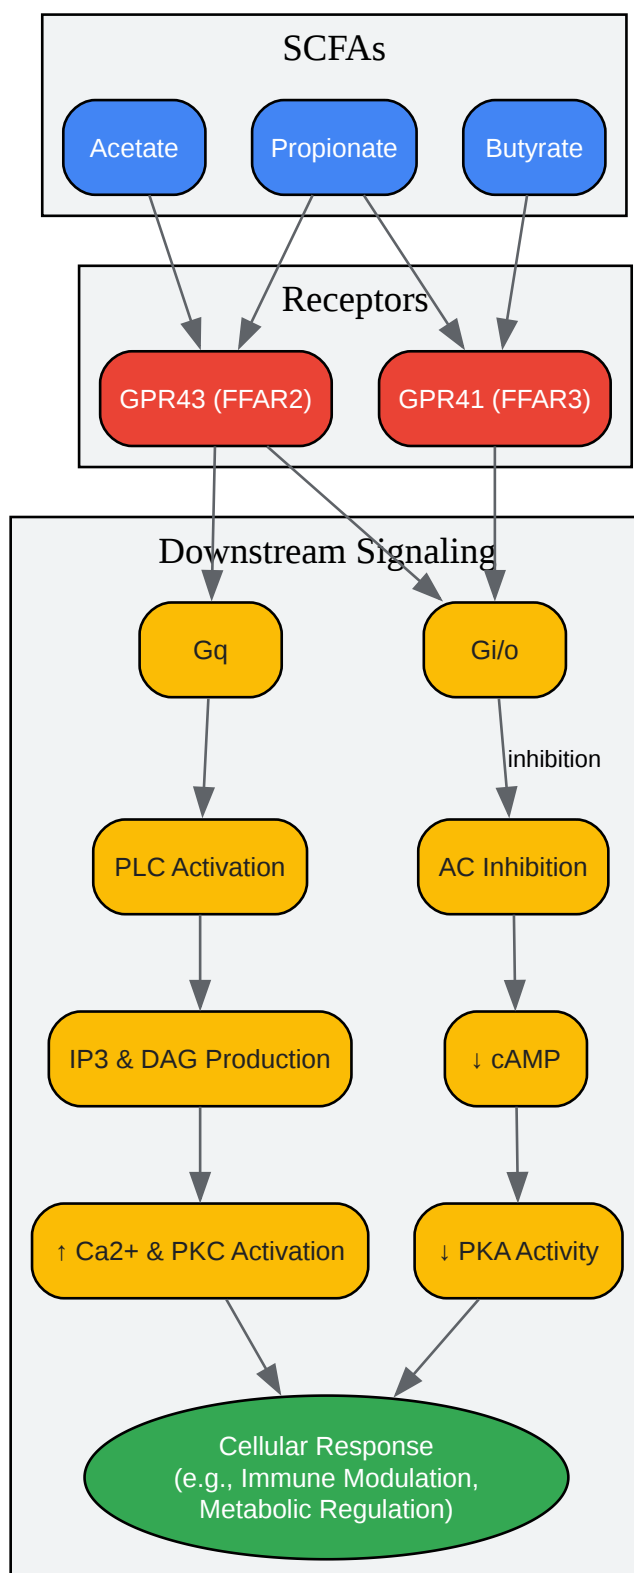 SCFAs
Acetate
Propionate
Butyrate
Receptors
GPR43 (FFAR2)
GPR41 (FFAR3)
Downstream Signaling
Gq
Gi/o
inhibition
PLC Activation
AC Inhibition
IP3 & DAG Production
↓ cAMP
↑ Ca2+ & PKC Activation
↓ PKA Activity
Cellular Response
(e.g., Immune Modulation,
Metabolic Regulation)